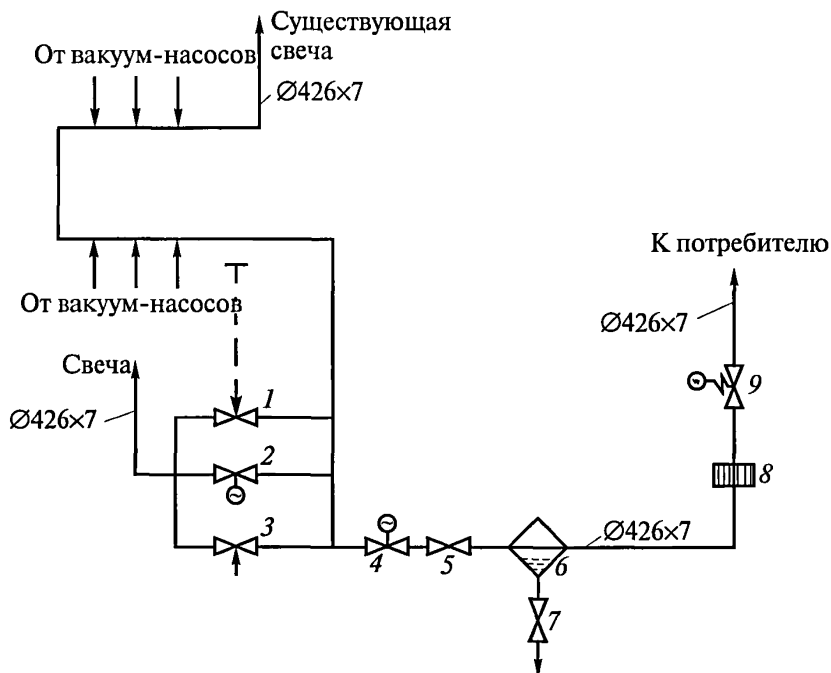 Существующая
свеча
От вакуум-насосов
Ø426×7
К потребителю
От вакуум-насосов
Ø426×7
Свеча
9
1
Ø426×7
2
8
3
Ø426×7
4
5
6
7